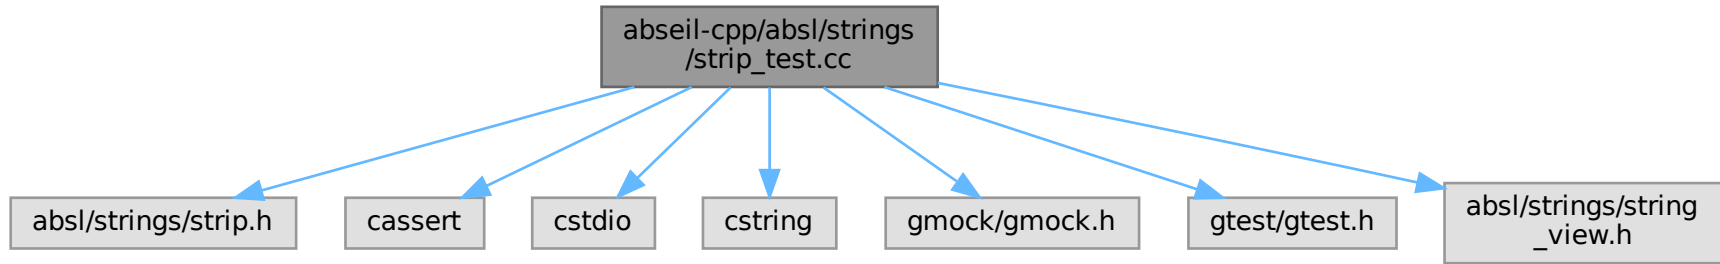 abseil-cpp/absl/strings
/strip_test.cc
absl/strings/strip.h
cassert
cstdio
cstring
gmock/gmock.h
gtest/gtest.h
absl/strings/string
_view.h